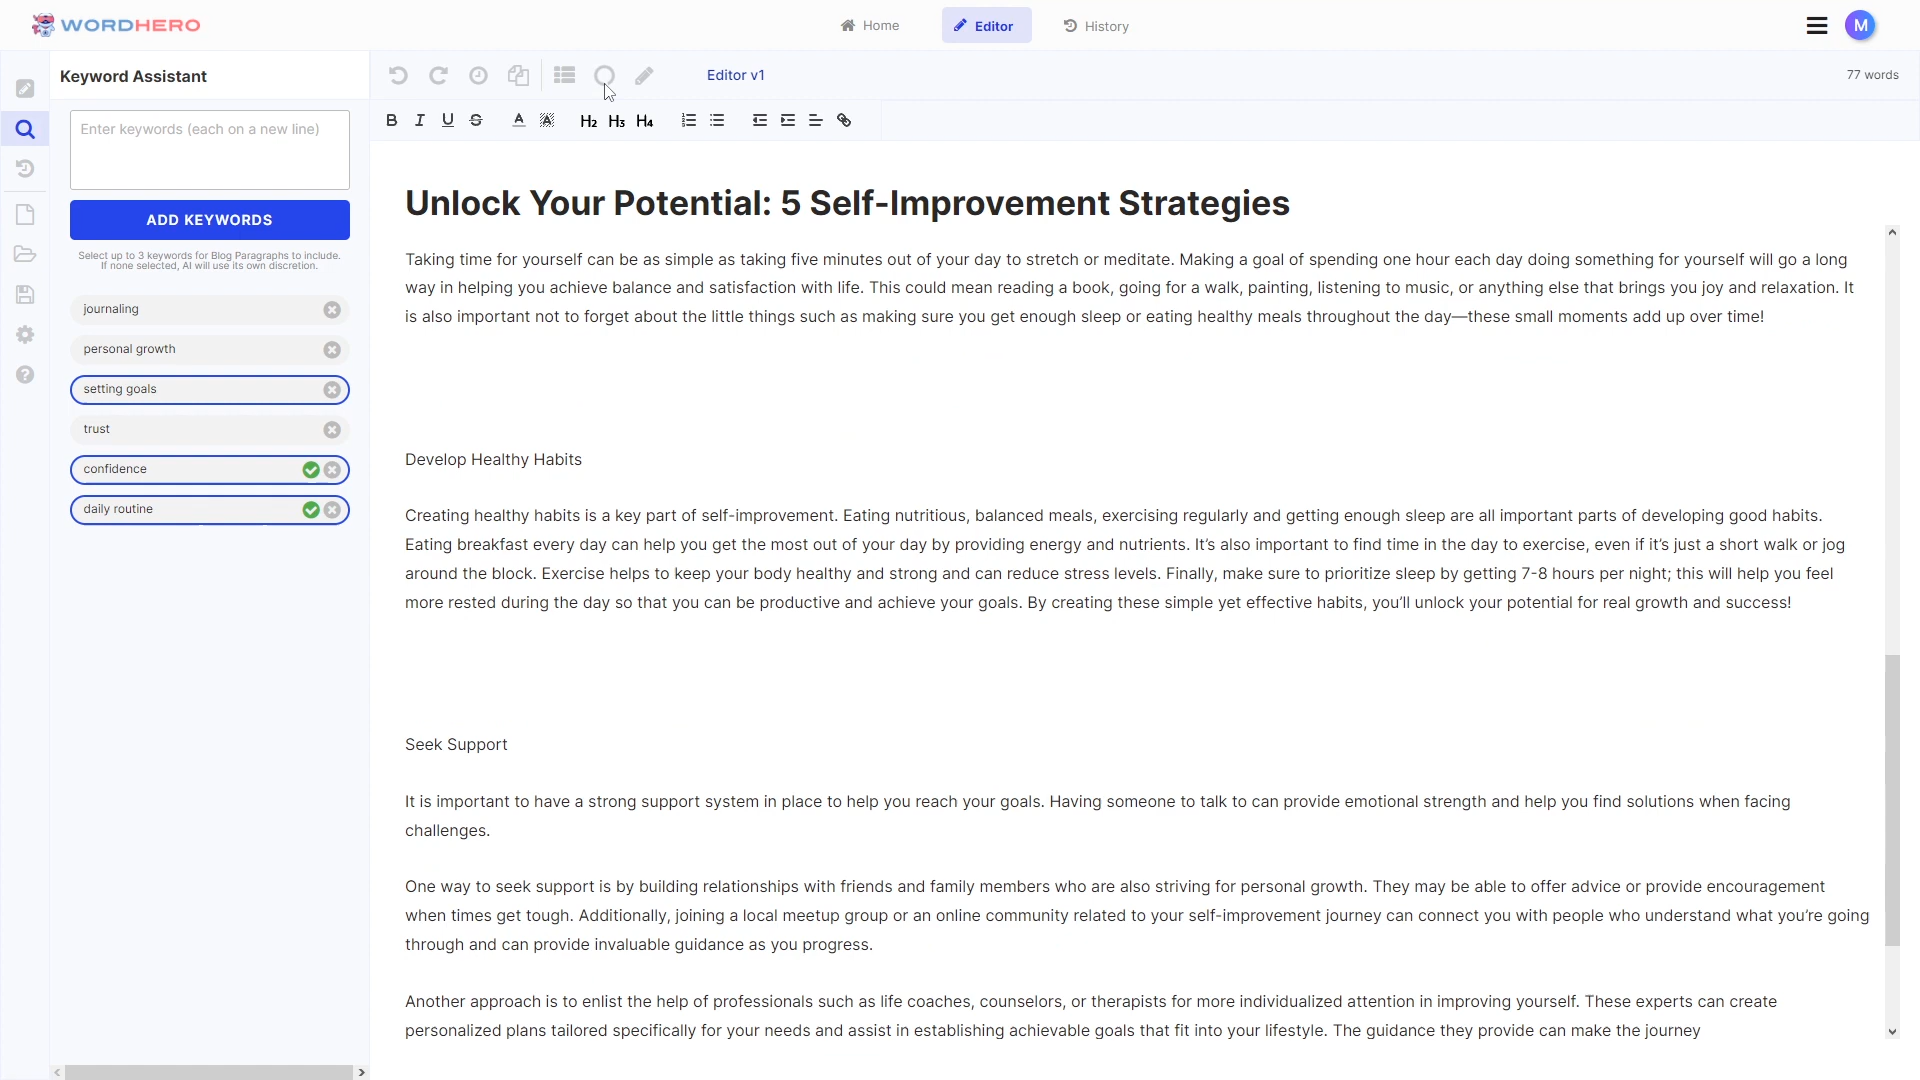 WORDHERO
Home
Editor
History
M
Keyword Assistant
Editor v1
77 words
Enter keywords (each on a new line)
B I U S A A H2 H3 H4
ADD KEYWORDS
Select up to 3 keywords for Blog Paragraphs to include.
If none selected, AI will use its own discretion.
journaling
personal growth
setting goals
trust
confidence
daily routine
Unlock Your Potential: 5 Self-Improvement Strategies
Taking time for yourself can be as simple as taking five minutes out of your day to stretch or meditate. Making a goal of spending one hour each day doing something for yourself will go a long
way in helping you achieve balance and satisfaction with life. This could mean reading a book, going for a walk, painting, listening to music, or anything else that brings you joy and relaxation. It
is also important not to forget about the little things such as making sure you get enough sleep or eating healthy meals throughout the day—these small moments add up over time!
Develop Healthy Habits
Creating healthy habits is a key part of self-improvement. Eating nutritious, balanced meals, exercising regularly and getting enough sleep are all important parts of developing good habits.
Eating breakfast every day can help you get the most out of your day by providing energy and nutrients. It's also important to find time in the day to exercise, even if it's just a short walk or jog
around the block. Exercise helps to keep your body healthy and strong and can reduce stress levels. Finally, make sure to prioritize sleep by getting 7-8 hours per night; this will help you feel
more rested during the day so that you can be productive and achieve your goals. By creating these simple yet effective habits, you'll unlock your potential for real growth and success!
Seek Support
It is important to have a strong support system in place to help you reach your goals. Having someone to talk to can provide emotional strength and help you find solutions when facing
challenges.
One way to seek support is by building relationships with friends and family members who are also striving for personal growth. They may be able to offer advice or provide encouragement
when times get tough. Additionally, joining a local meetup group or an online community related to your self-improvement journey can connect you with people who understand what you're going
through and can provide invaluable guidance as you progress.
Another approach is to enlist the help of professionals such as life coaches, counselors, or therapists for more individualized attention in improving yourself. These experts can create
personalized plans tailored specifically for your needs and assist in establishing achievable goals that fit into your lifestyle. The guidance they provide can make the journey